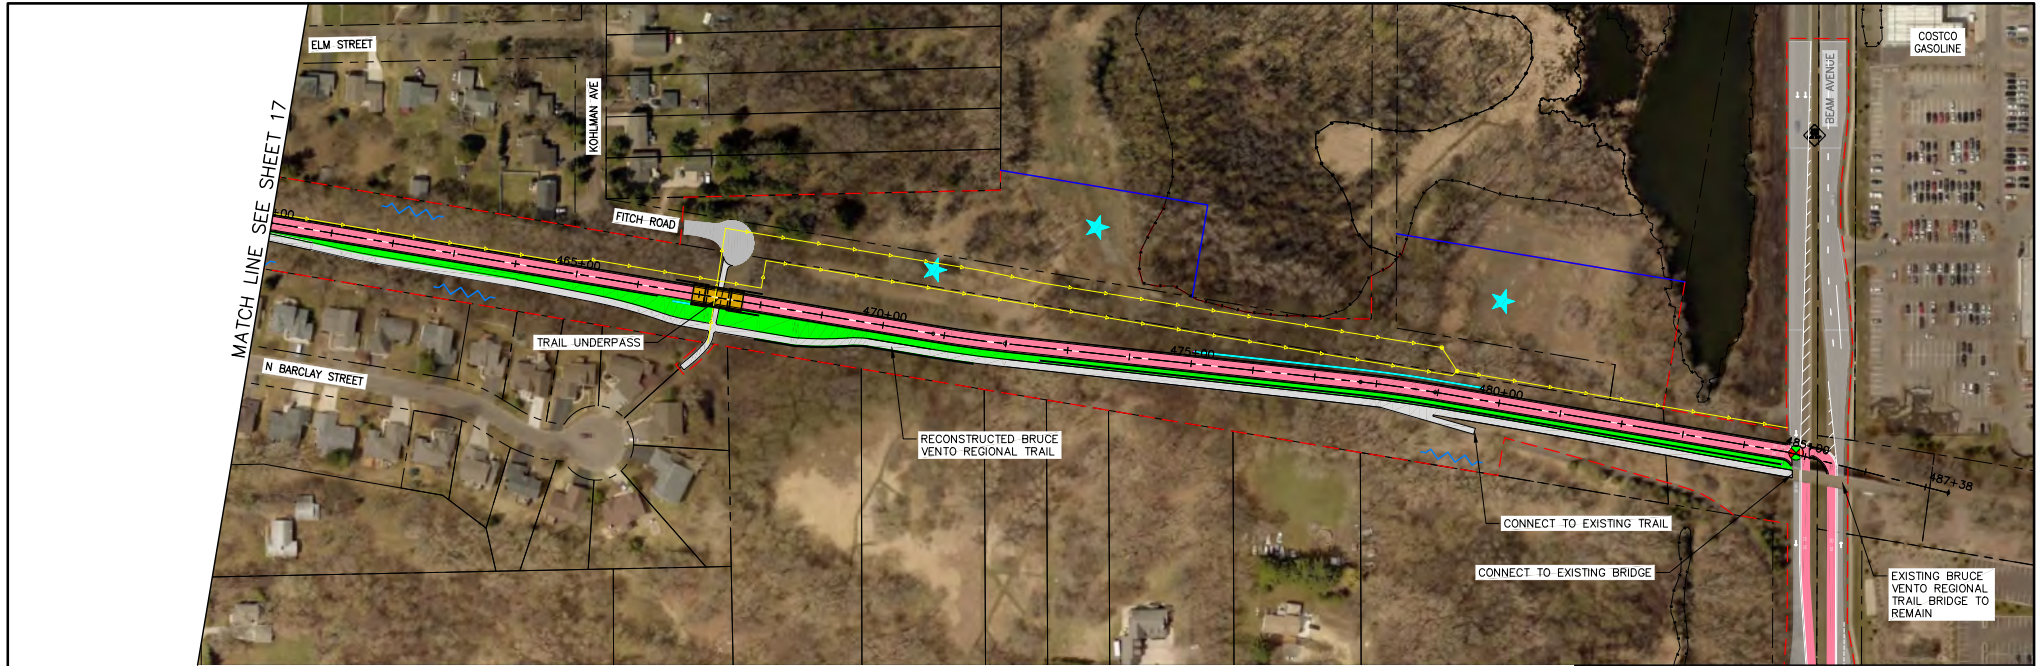 ELM STREET
KOHLMAN AVE
COSTCO
GASOLINE
BEAM AVENUE
MATCH LINE SEE SHEET 17
+00
FITCH ROAD
465+00
470+00
TRAIL UNDERPASS
475+00
480+00
N BARCLAY STREET
RECONSTRUCTED BRUCE
VENTO REGIONAL TRAIL
485+00
487+38
CONNECT TO EXISTING TRAIL
CONNECT TO EXISTING BRIDGE
EXISTING BRUCE
VENTO REGIONAL
TRAIL BRIDGE TO
REMAIN